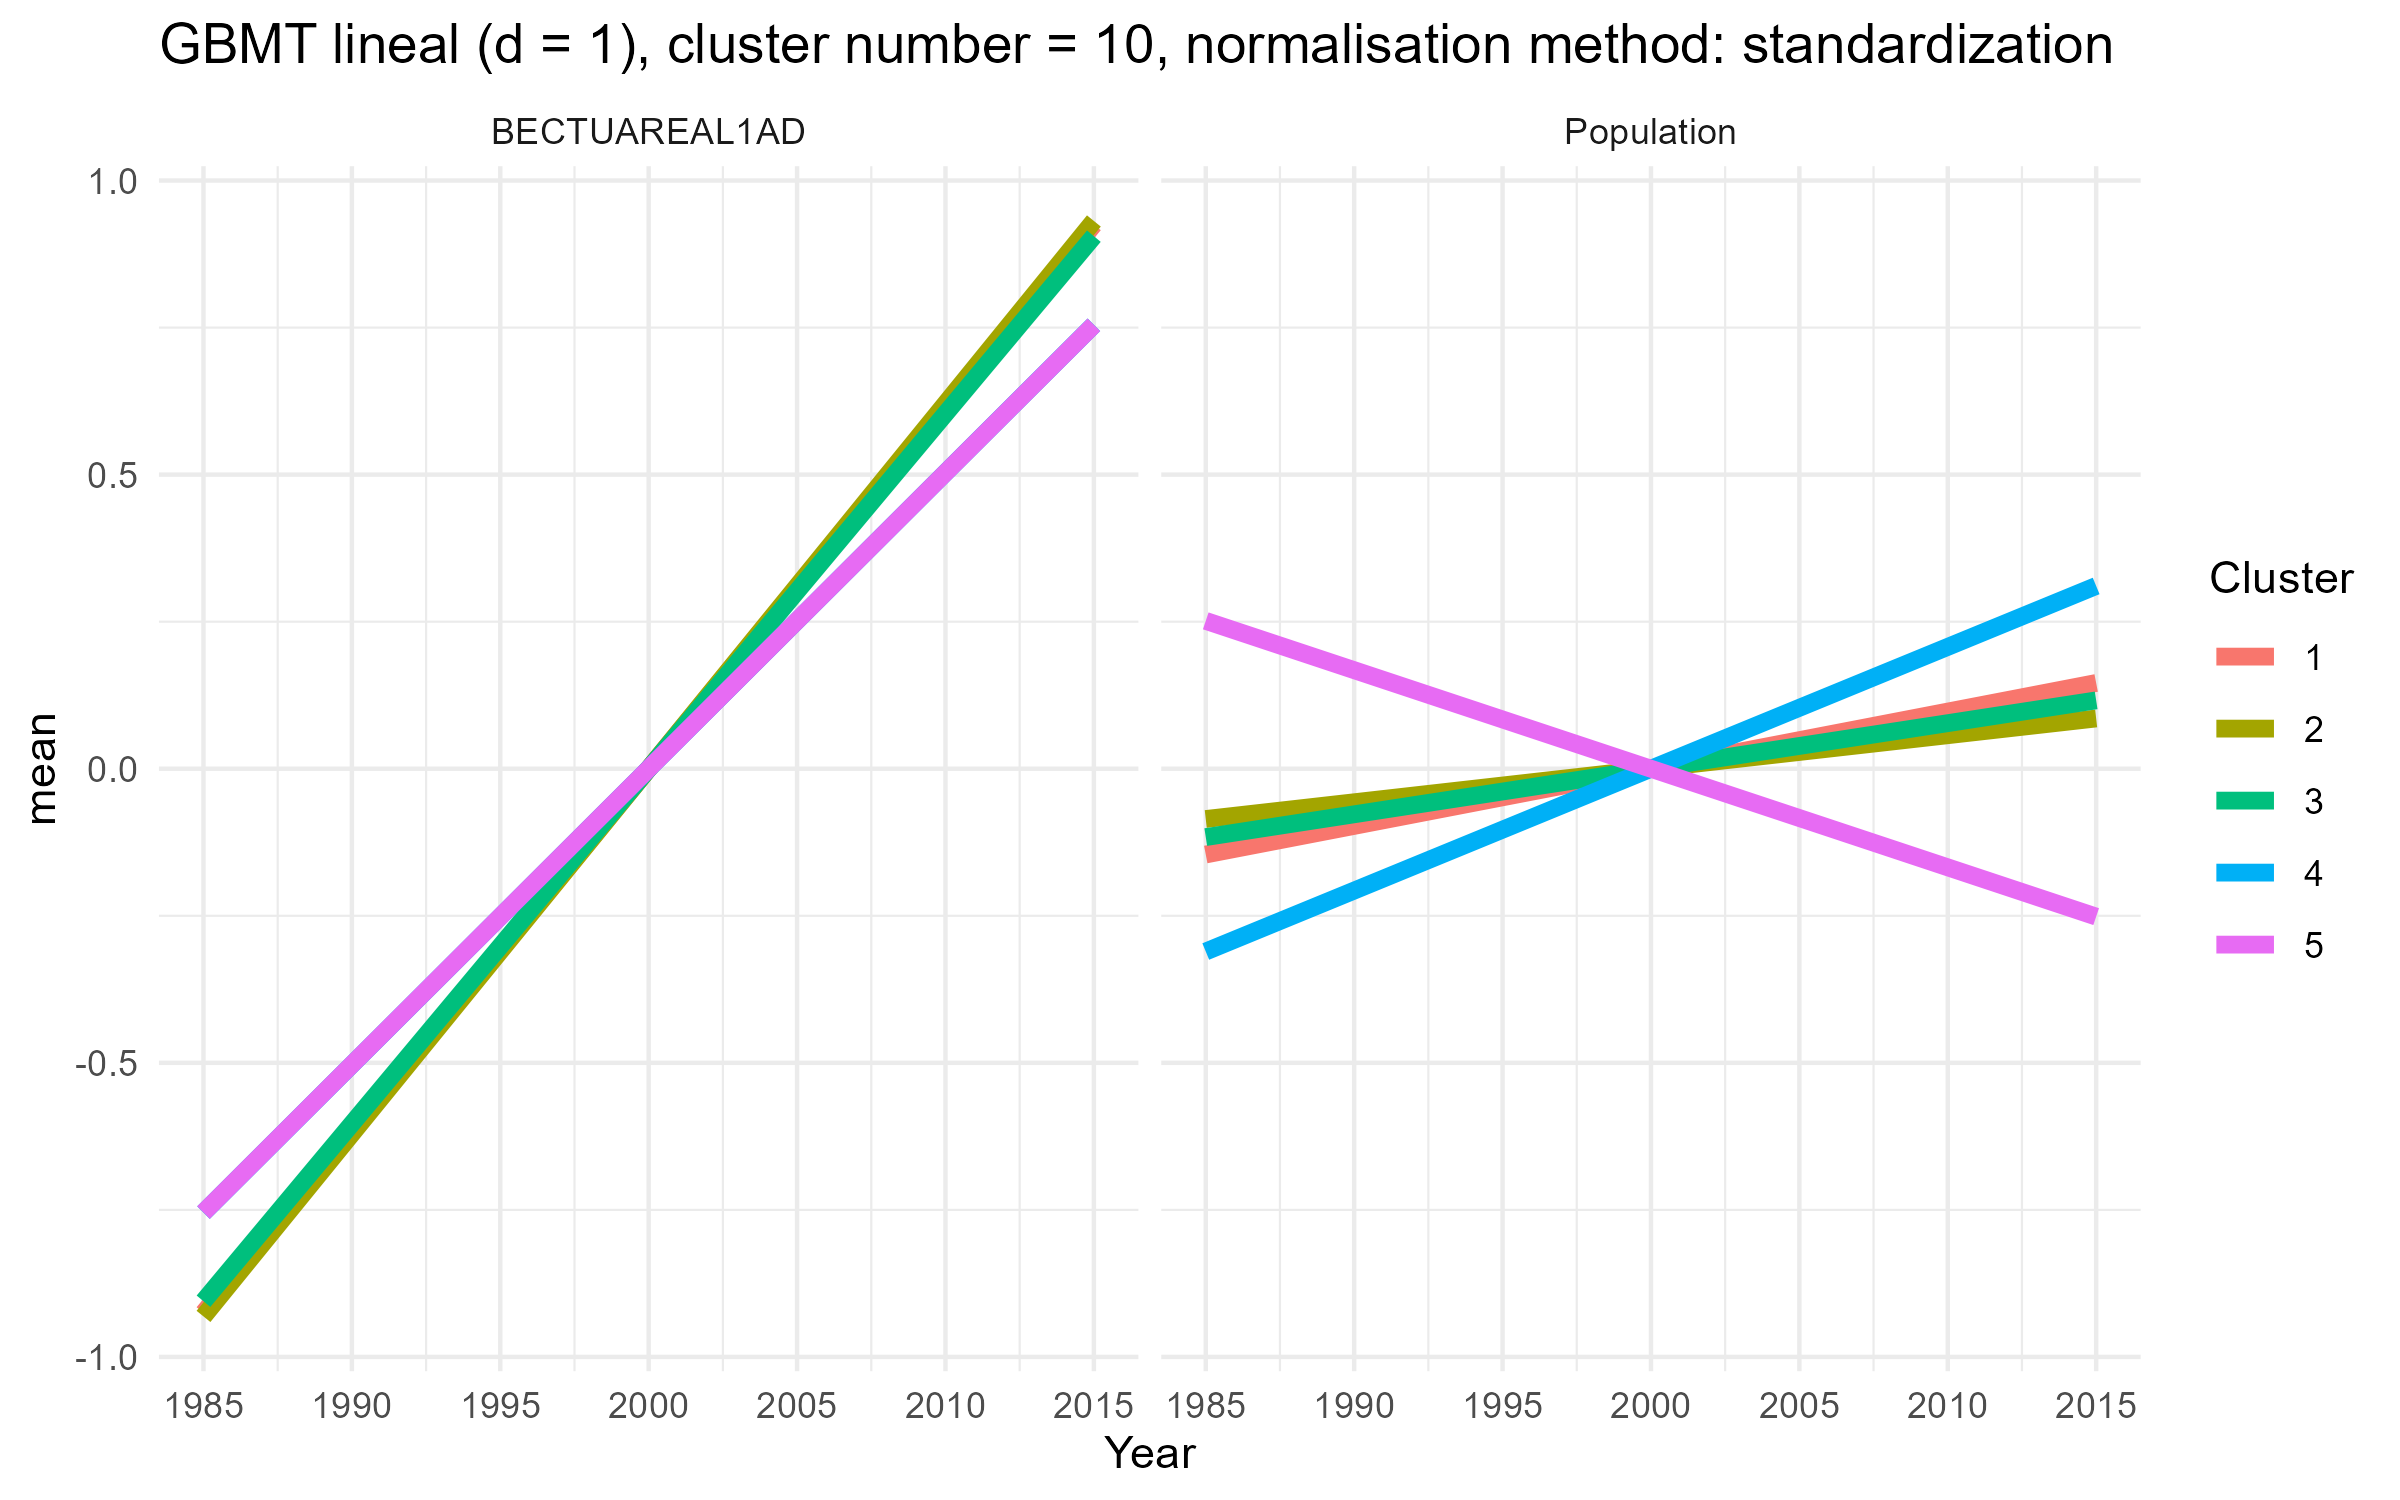 GBMT lineal (d = 1), cluster number = 10, normalisation method: standardization
BECTUAREAL1AD
Population
1.0
0.5
0.0
-0.5
-1.0
mean
1985 1990 1995 2000 2005 2010 2015
1985 1990 1995 2000 2005 2010 2015
Year
Cluster
1
2
3
4
5